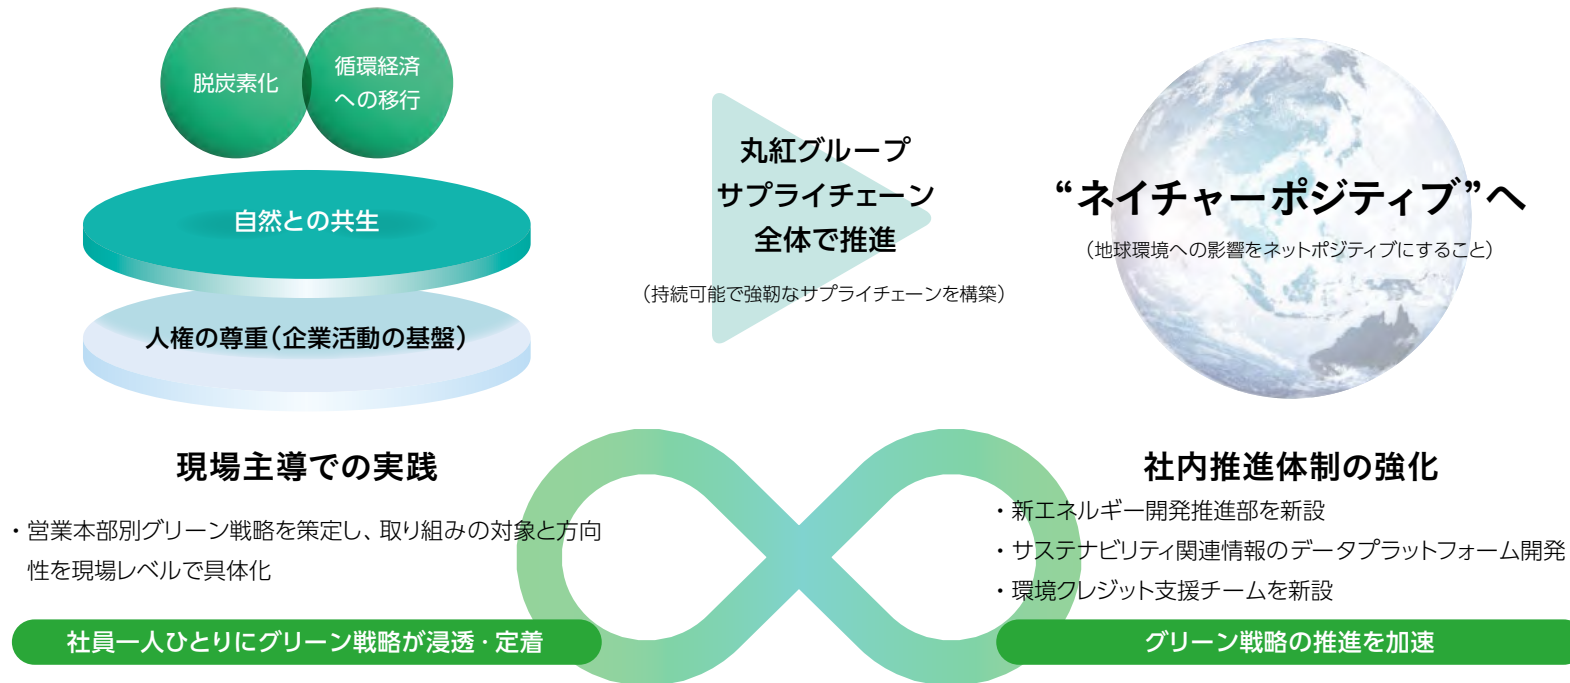 脱炭素化
循環経済
への移行
自然との共生
人権の尊重（企業活動の基盤）
丸紅グループ
サプライチェーン
全体で推進
（持続可能で強靭なサプライチェーンを構築）
“ネイチャーポジティブ”へ
（地球環境への影響をネットポジティブにすること）
現場主導での実践
・営業本部別グリーン戦略を策定し、取り組みの対象と方向
性を現場レベルで具体化
社員一人ひとりにグリーン戦略が浸透・定着
社内推進体制の強化
・新エネルギー開発推進部を新設
・サステナビリティ関連情報のデータプラットフォーム開発
・環境クレジット支援チームを新設
グリーン戦略の推進を加速